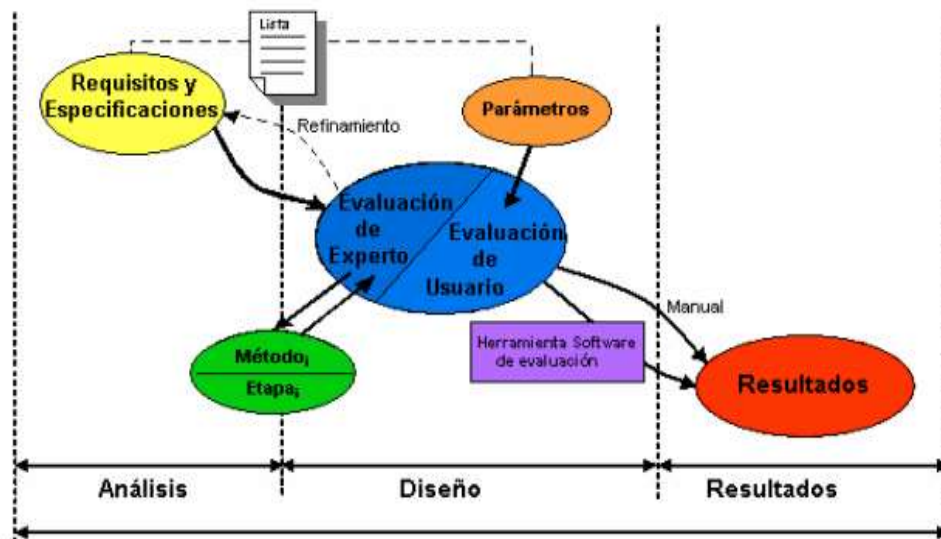 Lista
Requisitos y
Especificaciones
Parámetros
Refinamiento
Evaluación
de
Experto
Evaluación
de
Usuario
Manual
Herramienta Software
de evaluación
Métodoi
Etapai
Resultados
Análisis
Diseño
Resultados